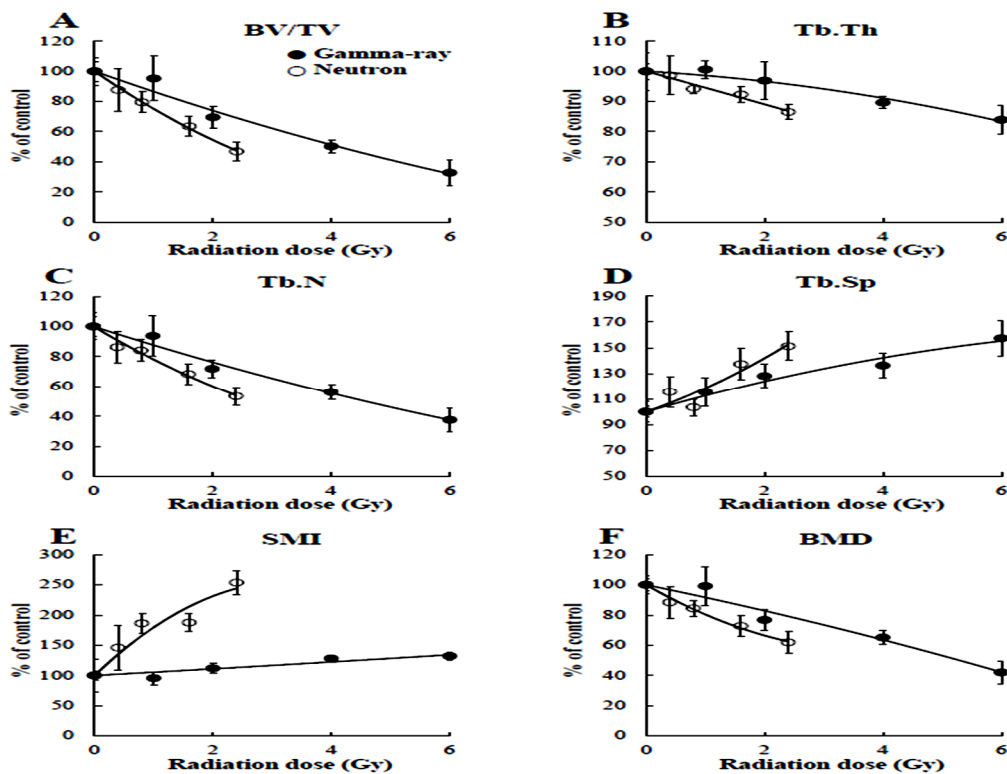 A BV/TV
Gamma-ray
Neutron
120
100
80
60
40
20
0
% of control
0 2 4 6
Radiation dose (Gy)
B Tb.Th
110
100
90
80
70
60
50
% of control
0 2 4 6
Radiation dose (Gy)
C Tb.N
120
100
80
60
40
20
0
% of control
0 2 4 6
Radiation dose (Gy)
D Tb.Sp
190
170
150
130
110
90
70
50
% of control
0 2 4 6
Radiation dose (Gy)
E SMI
300
250
200
150
100
50
0
% of control
0 2 4 6
Radiation dose (Gy)
F BMD
120
100
80
60
40
20
0
% of control
0 2 4 6
Radiation dose (Gy)